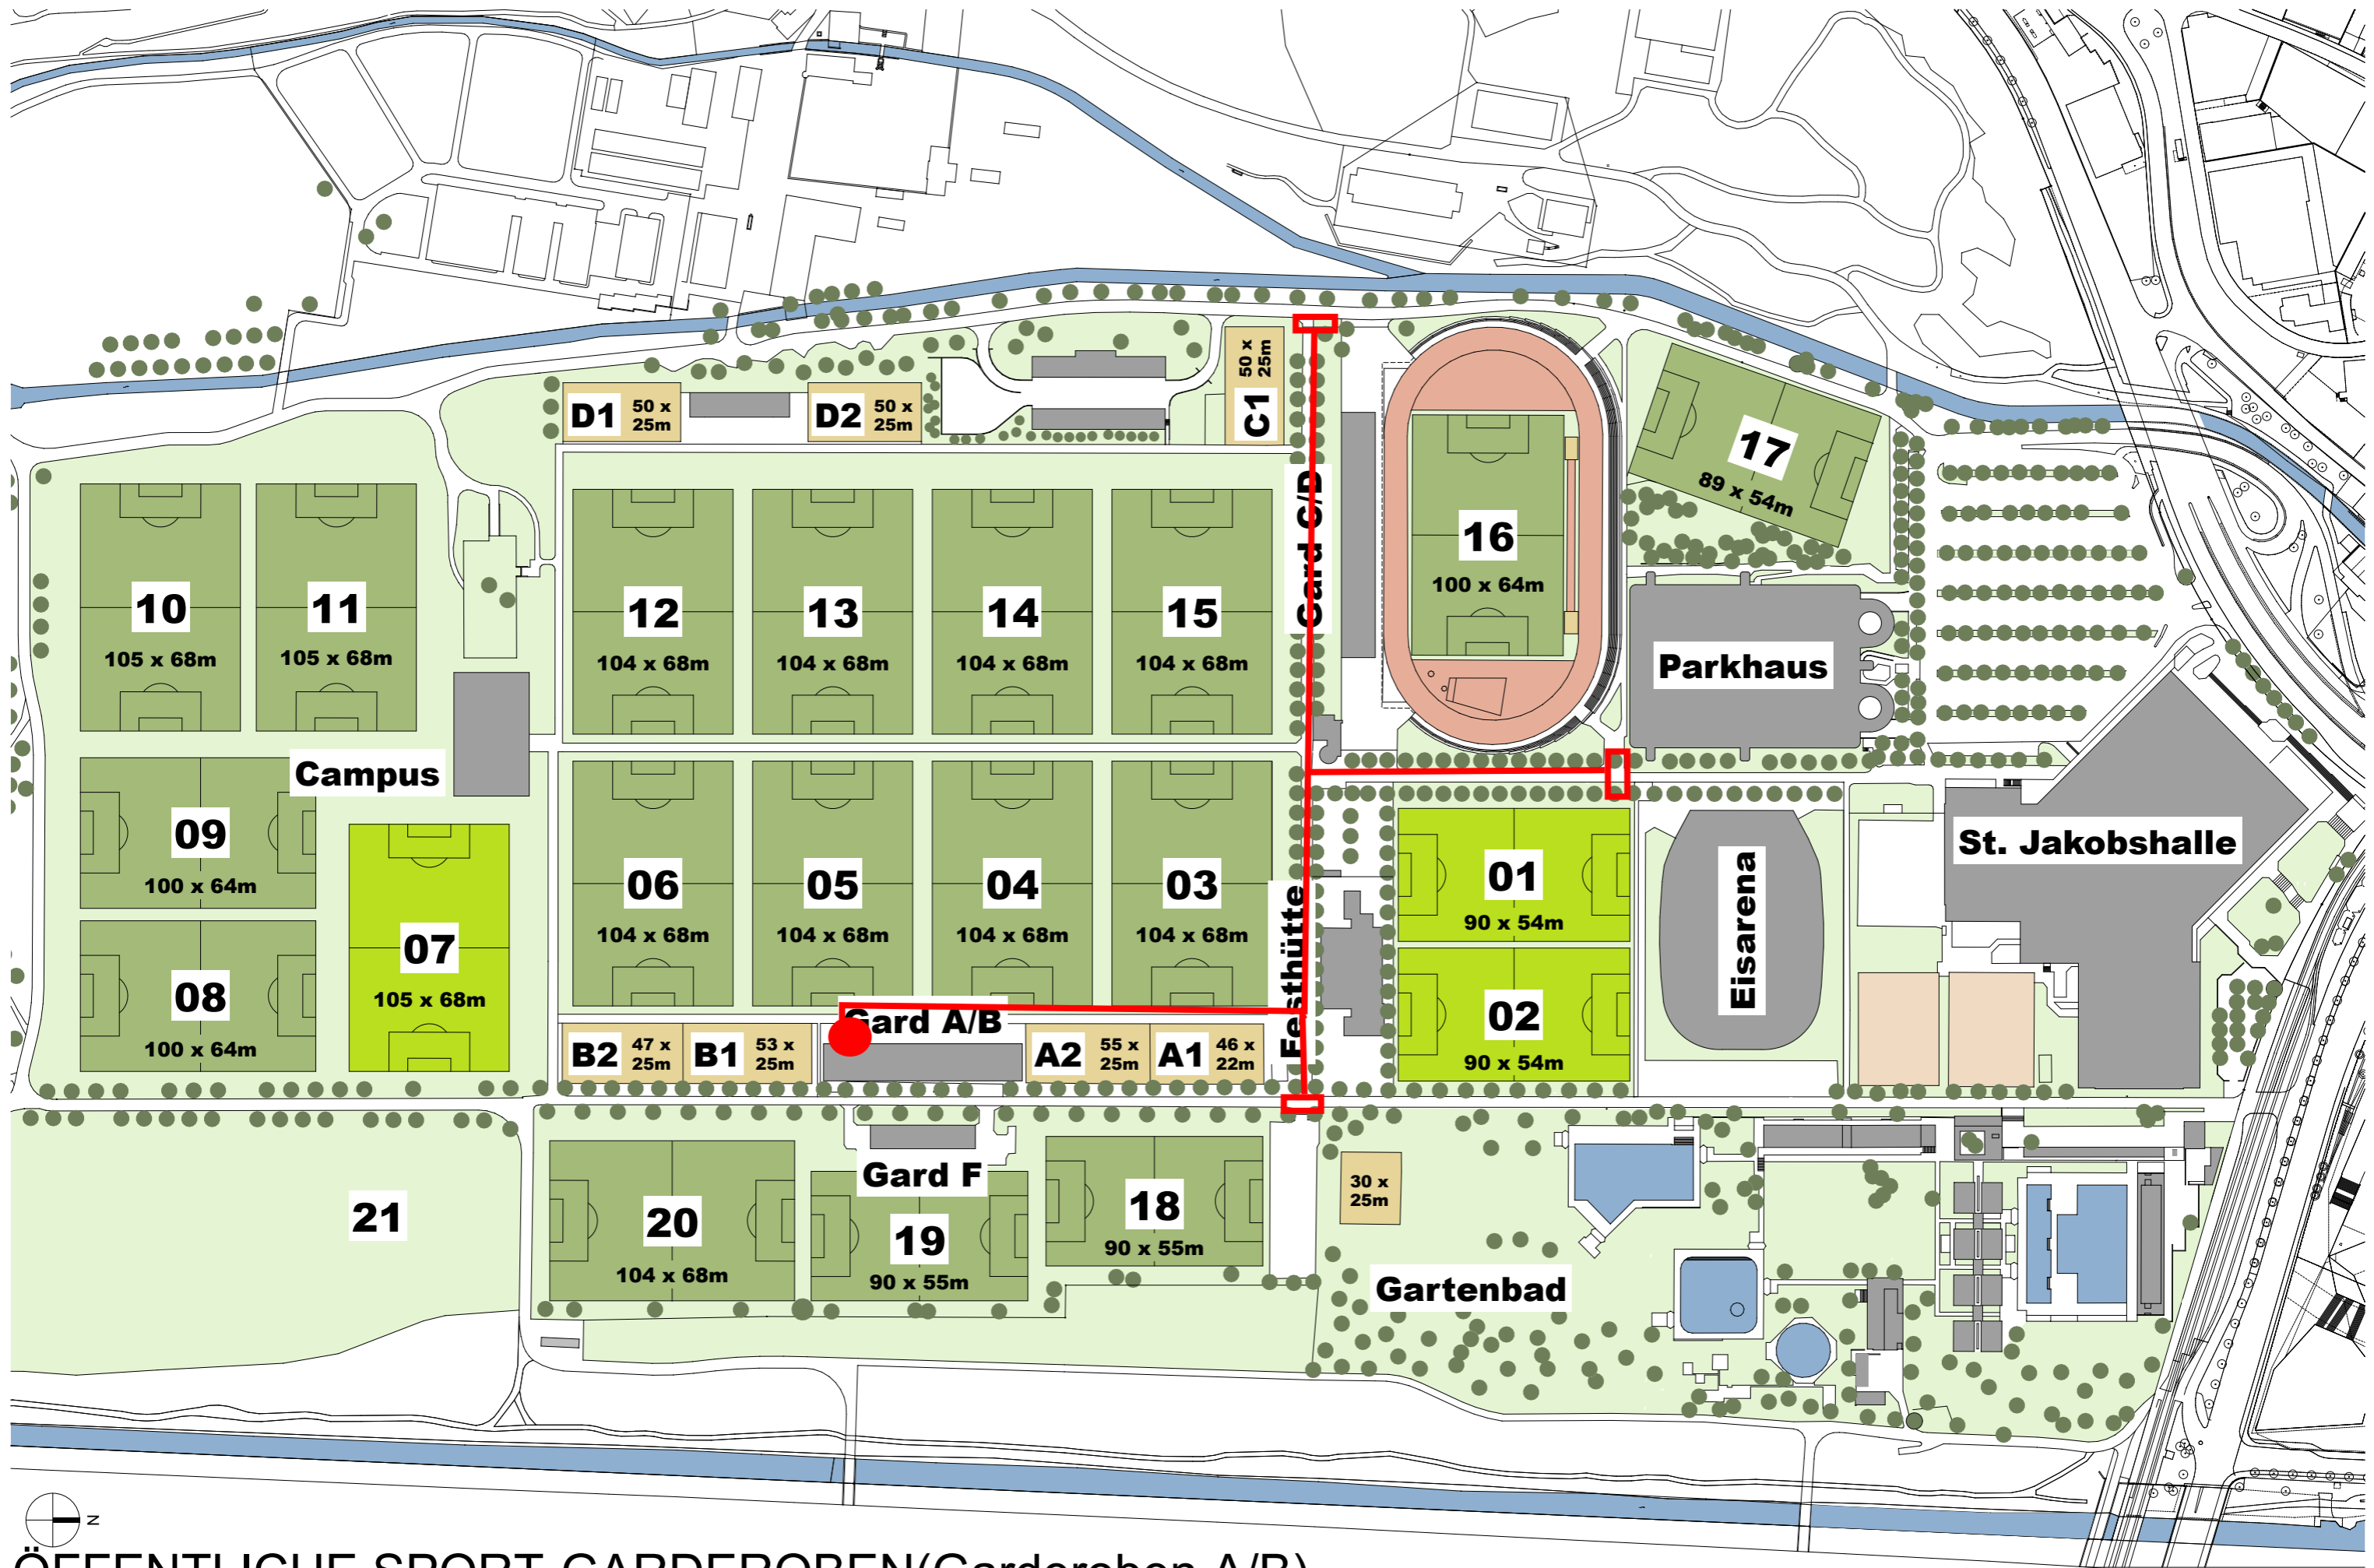 D1
50 x
25m
D2
50 x
25m
C1
50 x
25m
Gard C/D
17
89 x 54m
16
100 x 64m
10
105 x 68m
11
105 x 68m
12
104 x 68m
13
104 x 68m
14
104 x 68m
15
104 x 68m
Parkhaus
Campus
09
100 x 64m
08
100 x 64m
07
105 x 68m
06
104 x 68m
05
104 x 68m
04
104 x 68m
03
104 x 68m
Festhütte
01
90 x 54m
02
90 x 54m
Eisarena
St. Jakobshalle
B2
47 x
25m
B1
53 x
25m
Gard A/B
A2
55 x
25m
A1
46 x
22m
21
20
104 x 68m
Gard F
19
90 x 55m
18
90 x 55m
30 x
25m
Gartenbad
N
ÖFFENTLICHE SPORT-GARDEROBEN(Garderoben A/B)